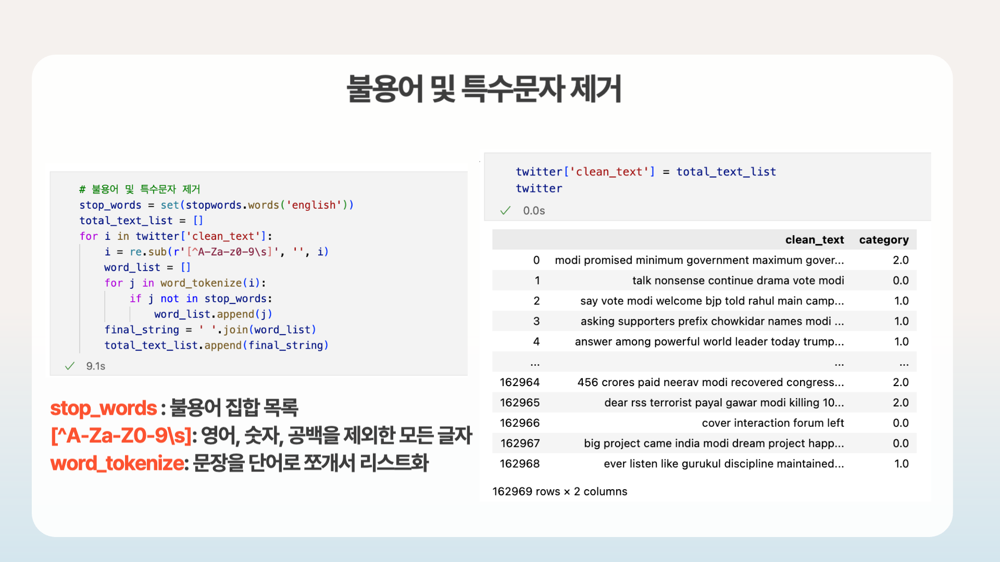 불용어 및 특수문자 제거
# 불용어 및 특수문자 제거
stop_words = set(stopwords.words('english'))
total_text_list = []
for i in twitter['clean_text']:
    i = re.sub(r'[^A-Za-z0-9\s]', '', i)
    word_list = []
    for j in word_tokenize(i):
        if j not in stop_words:
            word_list.append(j)
    final_string = ' '.join(word_list)
    total_text_list.append(final_string)
✓ 9.1s
stop_words : 불용어 집합 목록
[^A-Za-Z0-9\s]: 영어, 숫자, 공백을 제외한 모든 글자
word_tokenize: 문장을 단어로 쪼개서 리스트화
twitter['clean_text'] = total_text_list
twitter
✓ 0.0s
clean_text category
0 modi promised minimum government maximum gover... 2.0
1 talk nonsense continue drama vote modi 0.0
2 say vote modi welcome bjp told rahul main camp... 1.0
3 asking supporters prefix chowkidar names modi ... 1.0
4 answer among powerful world leader today trump... 1.0
... ... ...
162964 456 crores paid neerav modi recovered congress... 2.0
162965 dear rss terrorist payal gawar modi killing 10... 2.0
162966 cover interaction forum left 0.0
162967 big project came india modi dream project happ... 0.0
162968 ever listen like gurukul discipline maintained... 1.0
162969 rows × 2 columns